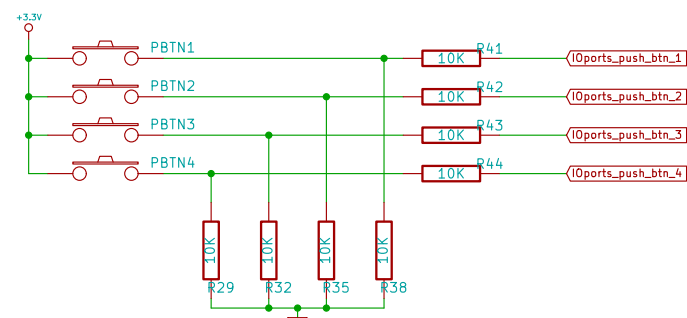 +3.3V
PBTN1
R41
10K
IOports_push_btn_1
PBTN2
R42
10K
IOports_push_btn_2
PBTN3
R43
10K
IOports_push_btn_3
PBTN4
R44
10K
IOports_push_btn_4
10K
10K
10K
10K
R29
R32
R35
R38